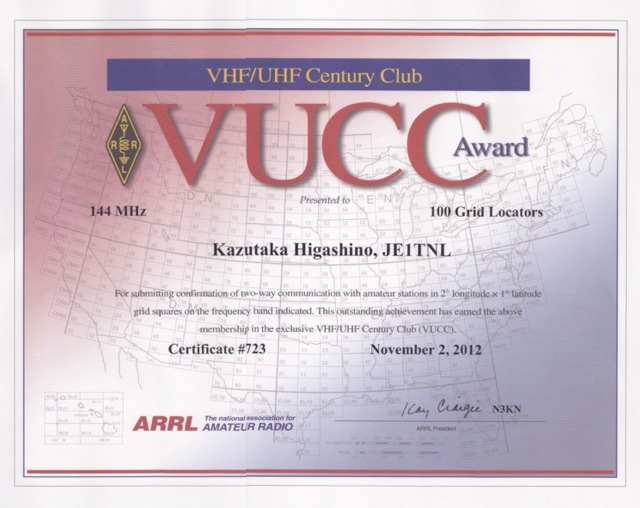 VHF/UHF Century Club
VUCC
Award
A
R R
L
Presented to
144 MHz
100 Grid Locators
Kazutaka Higashino, JE1TNL
For submitting confirmation of two-way communication with amateur stations in 2° longitude × 1° latitude
grid squares on the frequency band indicated. This outstanding achievement has earned the above
membership in the exclusive VHF/UHF Century Club (VUCC).
Certificate #723
November 2, 2012
Kay Craigie N3KN
ARRL President
ARRL The national association for
AMATEUR RADIO